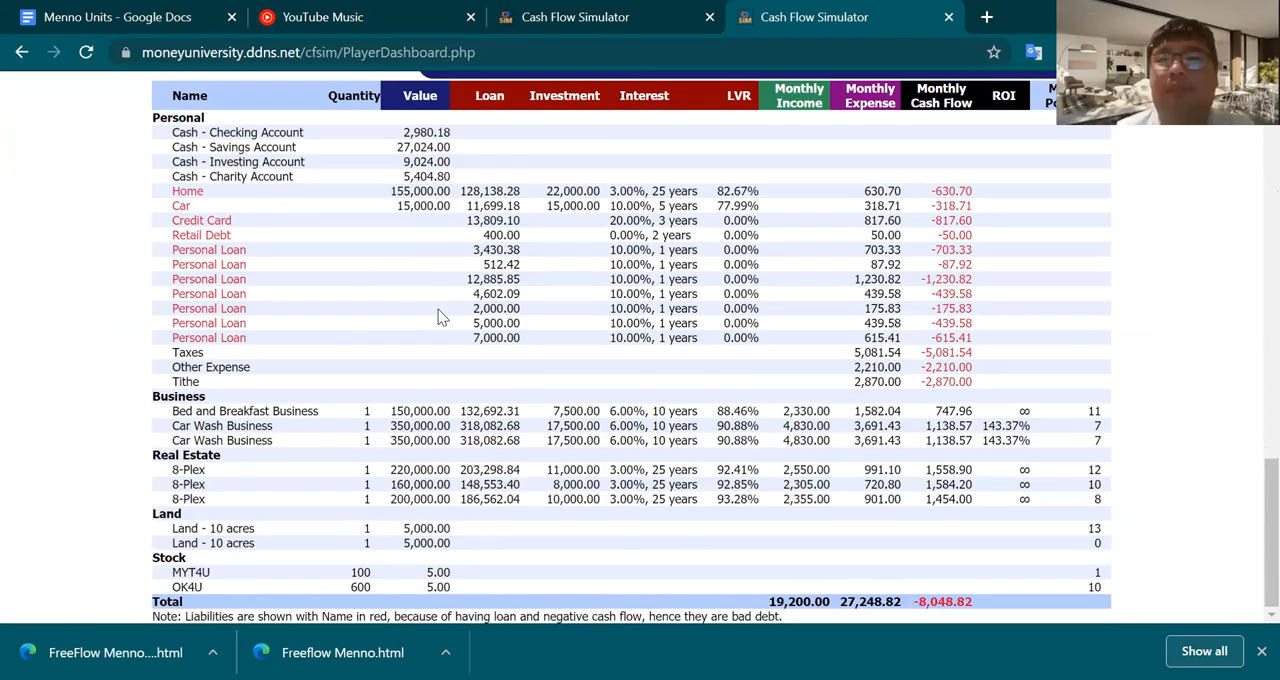 Menno Units - Google Docs
YouTube Music
Cash Flow Simulator
Cash Flow Simulator
moneyuniversity.ddns.net/cfsim/PlayerDashboard.php
Name Quantity Value Loan Investment Interest LVR Monthly Income Monthly Expense Monthly Cash Flow ROI
Personal
Cash - Checking Account 2,980.18
Cash - Savings Account 27,024.00
Cash - Investing Account 9,024.00
Cash - Charity Account 5,404.80
Home 155,000.00 128,138.28 22,000.00 3.00%, 25 years 82.67% 630.70 -630.70
Car 15,000.00 11,699.18 15,000.00 10.00%, 5 years 77.99% 318.71 -318.71
Credit Card 13,809.10 20.00%, 3 years 0.00% 817.60 -817.60
Retail Debt 400.00 0.00%, 2 years 0.00% 50.00 -50.00
Personal Loan 3,430.38 10.00%, 1 years 0.00% 703.33 -703.33
Personal Loan 512.42 10.00%, 1 years 0.00% 87.92 -87.92
Personal Loan 12,885.85 10.00%, 1 years 0.00% 1,230.82 -1,230.82
Personal Loan 4,602.09 10.00%, 1 years 0.00% 439.58 -439.58
Personal Loan 2,000.00 10.00%, 1 years 0.00% 175.83 -175.83
Personal Loan 5,000.00 10.00%, 1 years 0.00% 439.58 -439.58
Personal Loan 7,000.00 10.00%, 1 years 0.00% 615.41 -615.41
Taxes 5,081.54 -5,081.54
Other Expense 2,210.00 -2,210.00
Tithe 2,870.00 -2,870.00
Business
Bed and Breakfast Business 1 150,000.00 132,692.31 7,500.00 6.00%, 10 years 88.46% 2,330.00 1,582.04 747.96 ∞ 11
Car Wash Business 1 350,000.00 318,082.68 17,500.00 6.00%, 10 years 90.88% 4,830.00 3,691.43 1,138.57 143.37% 7
Car Wash Business 1 350,000.00 318,082.68 17,500.00 6.00%, 10 years 90.88% 4,830.00 3,691.43 1,138.57 143.37% 7
Real Estate
8-Plex 1 220,000.00 203,298.84 11,000.00 3.00%, 25 years 92.41% 2,550.00 991.10 1,558.90 ∞ 12
8-Plex 1 160,000.00 148,553.40 8,000.00 3.00%, 25 years 92.85% 2,305.00 720.80 1,584.20 ∞ 10
8-Plex 1 200,000.00 186,562.04 10,000.00 3.00%, 25 years 93.28% 2,355.00 901.00 1,454.00 ∞ 8
Land
Land - 10 acres 1 5,000.00 13
Land - 10 acres 1 5,000.00 0
Stock
MYT4U 100 5.00 1
OK4U 600 5.00 10
Total 19,200.00 27,248.82 -8,048.82
Note: Liabilities are shown with Name in red, because of having loan and negative cash flow, hence they are bad debt.
FreeFlow Menno....html
Freeflow Menno.html
Show all